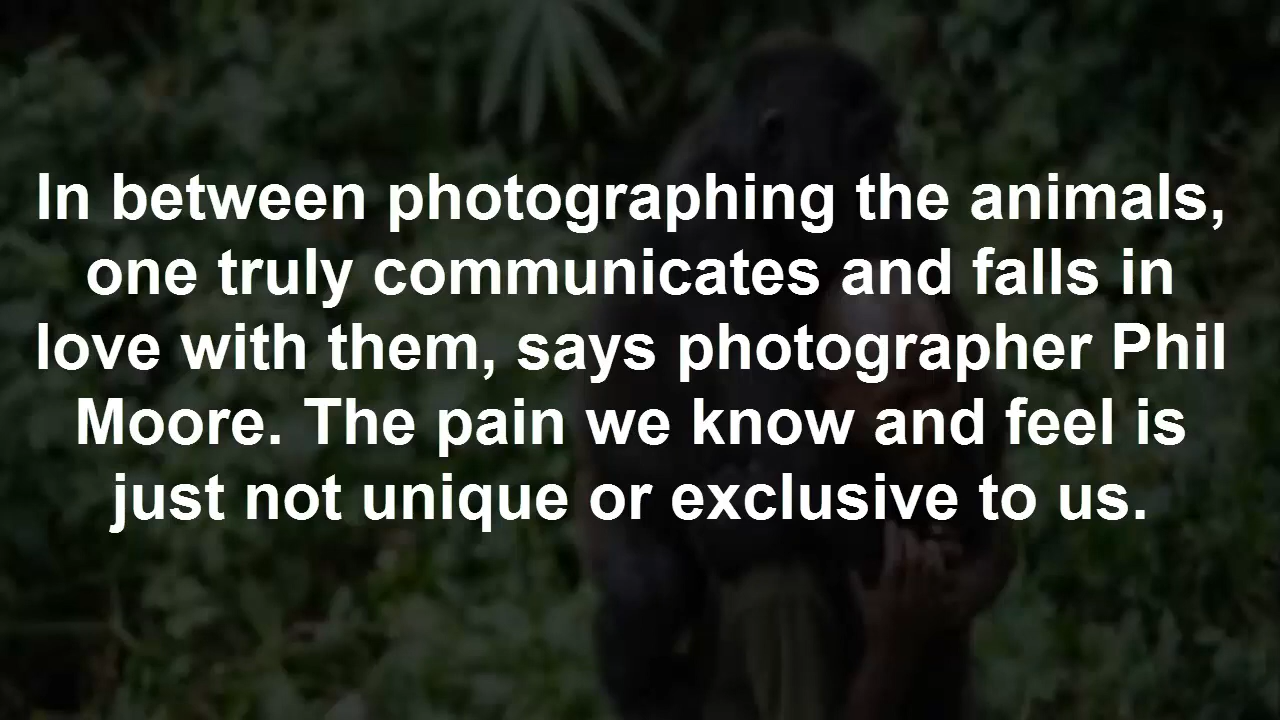 In between photographing the animals,
one truly communicates and falls in
love with them, says photographer Phil
Moore. The pain we know and feel is
just not unique or exclusive to us.